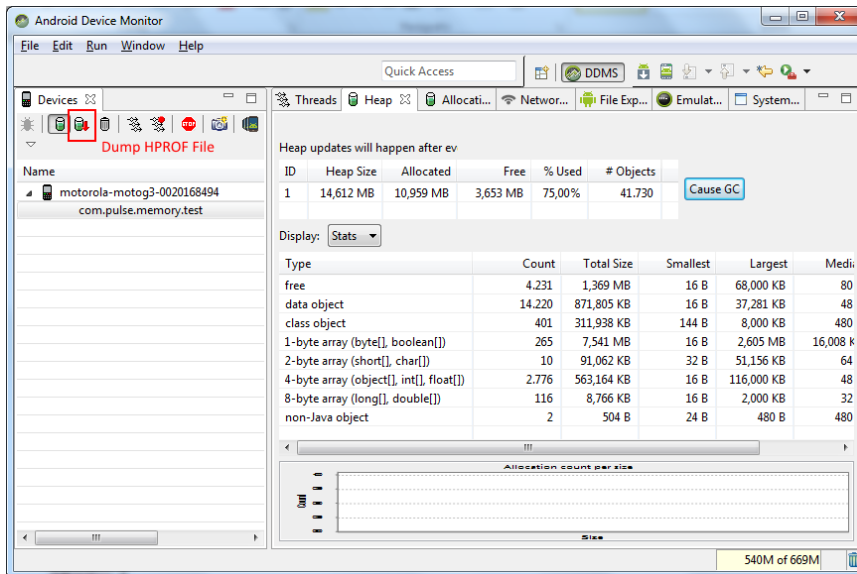 Android Device Monitor
File Edit Run Window Help
Quick Access DDMS
Devices
Threads Heap Allocati... Networ... File Exp... Emulat... System...
STOP
Dump HPROF File
Name
motorola-motog3-0020168494
com.pulse.memory.test
Heap updates will happen after ev
ID Heap Size Allocated Free % Used # Objects
1 14,612 MB 10,959 MB 3,653 MB 75,00% 41.730
Cause GC
Display: Stats
Type Count Total Size Smallest Largest Media
free 4.231 1,369 MB 16 B 68,000 KB 80
data object 14.220 871,805 KB 16 B 37,281 KB 48
class object 401 311,938 KB 144 B 8,000 KB 480
1-byte array (byte[], boolean[]) 265 7,541 MB 16 B 2,605 MB 16,008 K
2-byte array (short[], char[]) 10 91,062 KB 32 B 51,156 KB 64
4-byte array (object[], int[], float[]) 2.776 563,164 KB 16 B 116,000 KB 48
8-byte array (long[], double[]) 116 8,766 KB 16 B 2,000 KB 32
non-Java object 2 504 B 24 B 480 B 480
Allocation count per size
Count
Size
540M of 669M